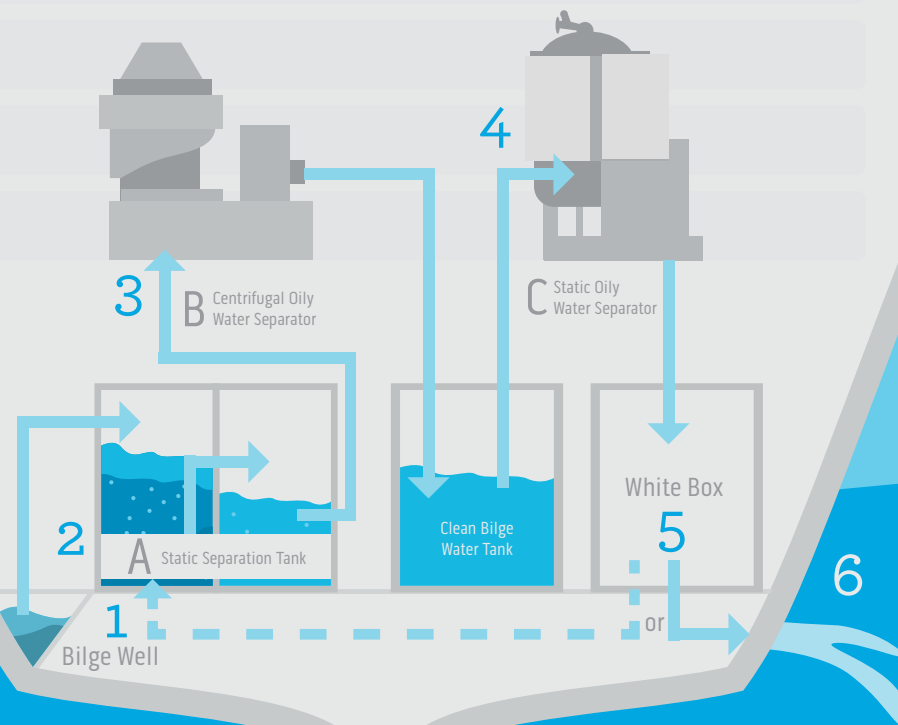 4
3
B Centrifugal Oily
Water Separator
C Static Oily
Water Separator
White Box
5
Clean Bilge
Water Tank
2
A Static Separation Tank
6
1
or
Bilge Well